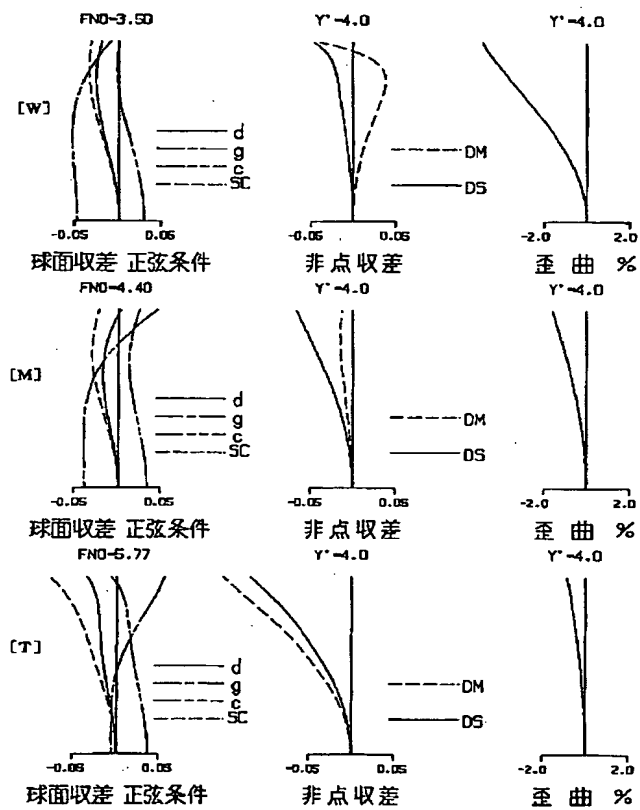 FNO=3.50 Y'=4.0 Y'=4.0
[W]
d
g
c
SC
DM
DS
-0.05 0.05 -0.05 0.05 -2.0 2.0
球面収差 正弦条件 非点収差 歪曲 %
FNO=4.40 Y'=4.0 Y'=4.0
[M]
d
g
c
SC
DM
DS
-0.05 0.05 -0.05 0.05 -2.0 2.0
球面収差 正弦条件 非点収差 歪曲 %
FNO=5.77 Y'=4.0 Y'=4.0
[T]
d
g
c
SC
DM
DS
-0.05 0.05 -0.05 0.05 -2.0 2.0
球面収差 正弦条件 非点収差 歪曲 %